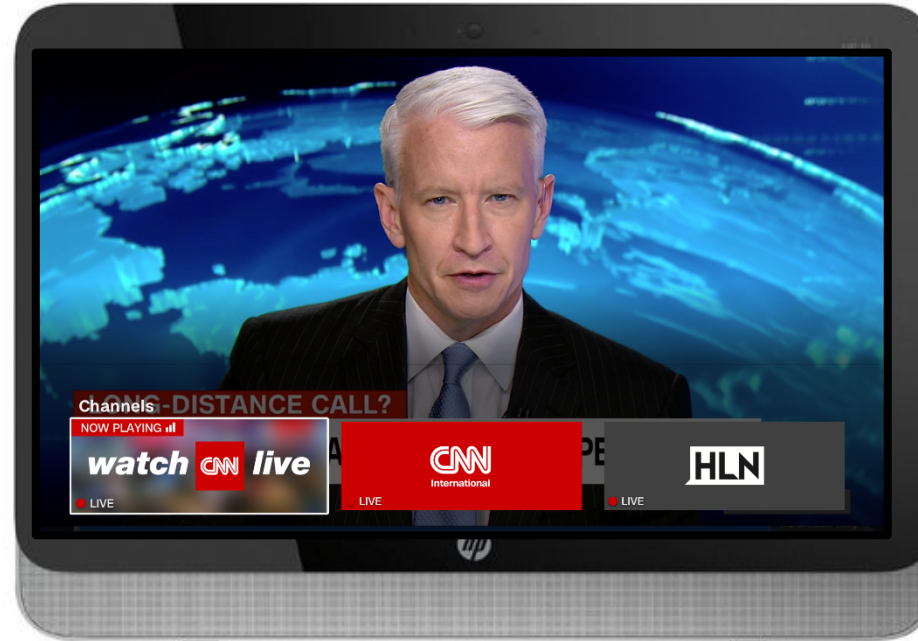 LONG-DISTANCE CALL?
Channels
NOW PLAYING
watch CNN live
LIVE
CNN
International
LIVE
HLN
LIVE
hp